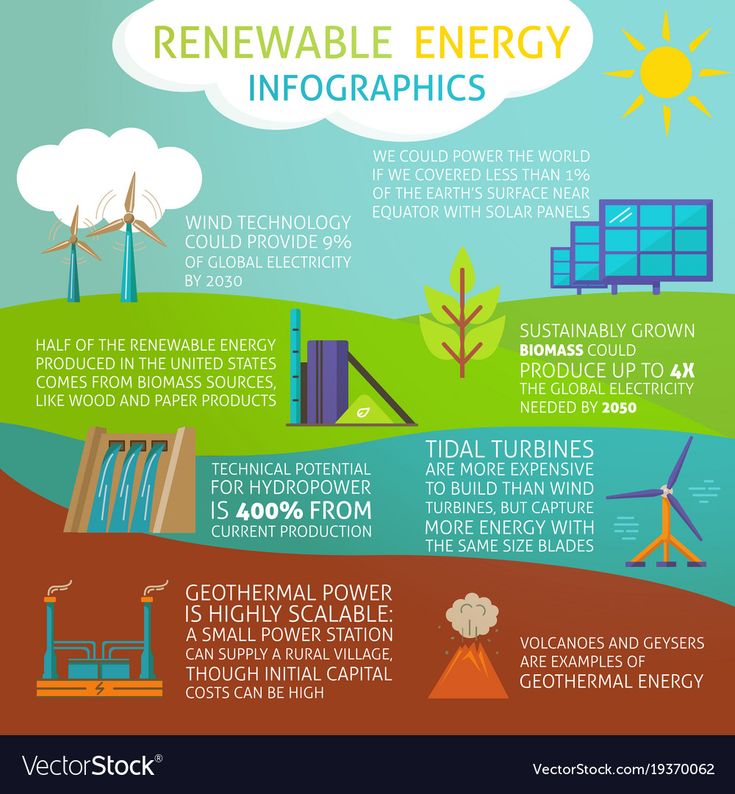 RENEWABLE ENERGY
INFOGRAPHICS
WE COULD POWER THE WORLD
IF WE COVERED LESS THAN 1%
OF THE EARTH'S SURFACE NEAR
EQUATOR WITH SOLAR PANELS
WIND TECHNOLOGY
COULD PROVIDE 9%
OF GLOBAL ELECTRICITY
BY 2030
HALF OF THE RENEWABLE ENERGY
PRODUCED IN THE UNITED STATES
COMES FROM BIOMASS SOURCES,
LIKE WOOD AND PAPER PRODUCTS
SUSTAINABLY GROWN
BIOMASS COULD
PRODUCE UP TO 4X
THE GLOBAL ELECTRICITY
NEEDED BY 2050
TECHNICAL POTENTIAL
FOR HYDROPOWER
IS 400% FROM
CURRENT PRODUCTION
TIDAL TURBINES
ARE MORE EXPENSIVE
TO BUILD THAN WIND
TURBINES, BUT CAPTURE
MORE ENERGY WITH
THE SAME SIZE BLADES
GEOTHERMAL POWER
IS HIGHLY SCALABLE:
A SMALL POWER STATION
CAN SUPPLY A RURAL VILLAGE,
THOUGH INITIAL CAPITAL
COSTS CAN BE HIGH
VOLCANOES AND GEYSERS
ARE EXAMPLES OF
GEOTHERMAL ENERGY
VectorStock®
VectorStock.com/19370062